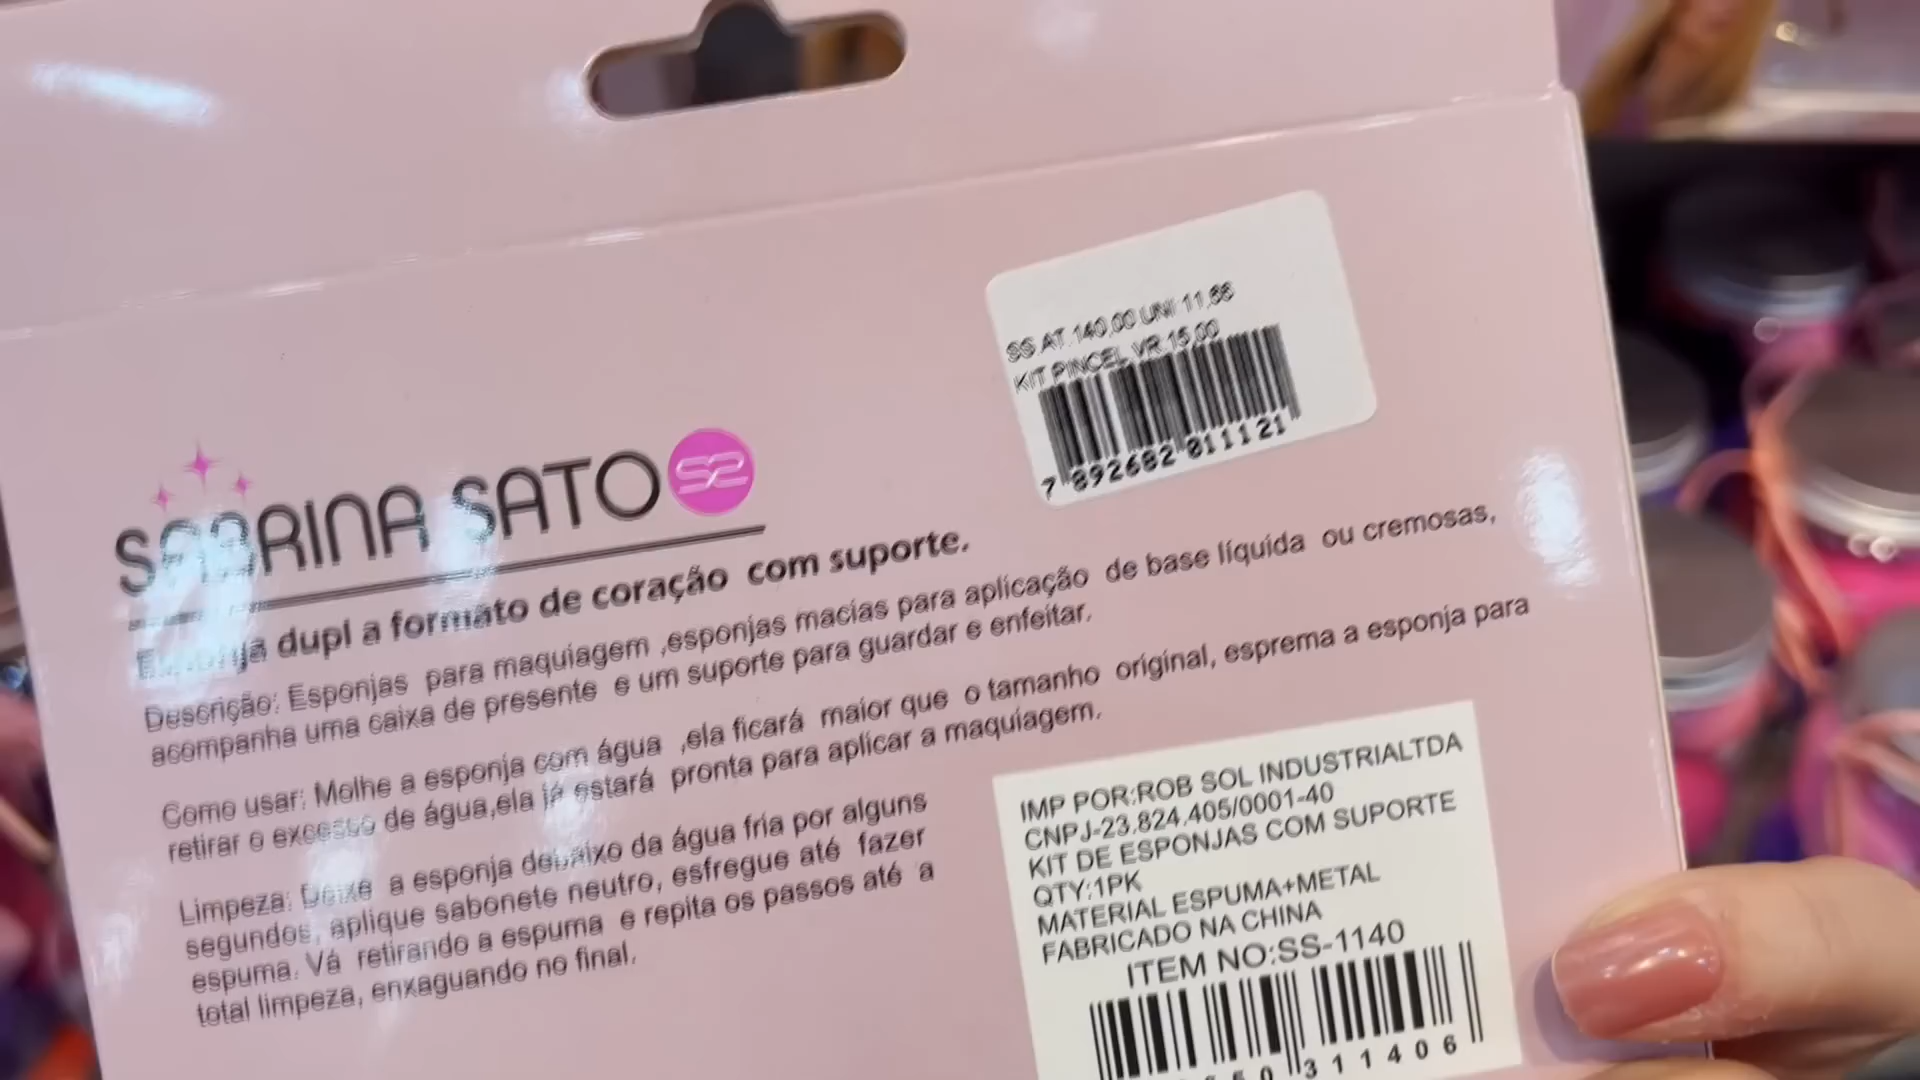 SS AT 140,00 UNI 11,66
KIT PINCEL VR 15,00
7 892682 811121
SABRINA SATO S2
Esponja dupl a formato de coração com suporte.
Descrição: Esponjas para maquiagem ,esponjas macias para aplicação de base líquida ou cremosas,
acompanha uma caixa de presente e um suporte para guardar e enfeitar.
Como usar: Molhe a esponja com água ,ela ficará maior que o tamanho original, esprema a esponja para
retirar o excesso de água,ela já estará pronta para aplicar a maquiagem.
Limpeza: Deixe a esponja debaixo da água fria por alguns
segundos, aplique sabonete neutro, esfregue até fazer
espuma. Vá retirando a espuma e repita os passos até a
total limpeza, enxaguando no final.
IMP POR:ROB SOL INDUSTRIALTDA
CNPJ-23.824.405/0001-40
KIT DE ESPONJAS COM SUPORTE
QTY:1PK
MATERIAL ESPUMA+METAL
FABRICADO NA CHINA
ITEM NO:SS-1140
311406